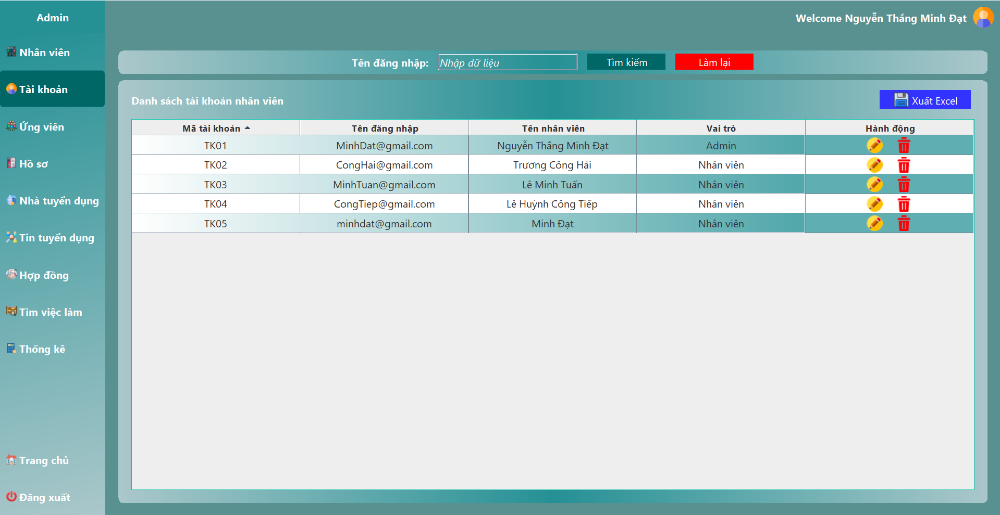 Admin
Welcome Nguyễn Thắng Minh Đạt
Nhân viên
Tài khoản
Ứng viên
Hồ sơ
Nhà tuyển dụng
Tin tuyển dụng
Hợp đồng
Tìm việc làm
Thống kê
Trang chủ
Đăng xuất
Tên đăng nhập: Nhập dữ liệu Tìm kiếm Làm lại
Danh sách tài khoản nhân viên Xuất Excel
Mã tài khoản Tên đăng nhập Tên nhân viên Vai trò Hành động
TK01 MinhDat@gmail.com Nguyễn Thắng Minh Đạt Admin
TK02 CongHai@gmail.com Trương Công Hải Nhân viên
TK03 MinhTuan@gmail.com Lê Minh Tuấn Nhân viên
TK04 CongTiep@gmail.com Lê Huỳnh Công Tiếp Nhân viên
TK05 minhdat@gmail.com Minh Đạt Nhân viên